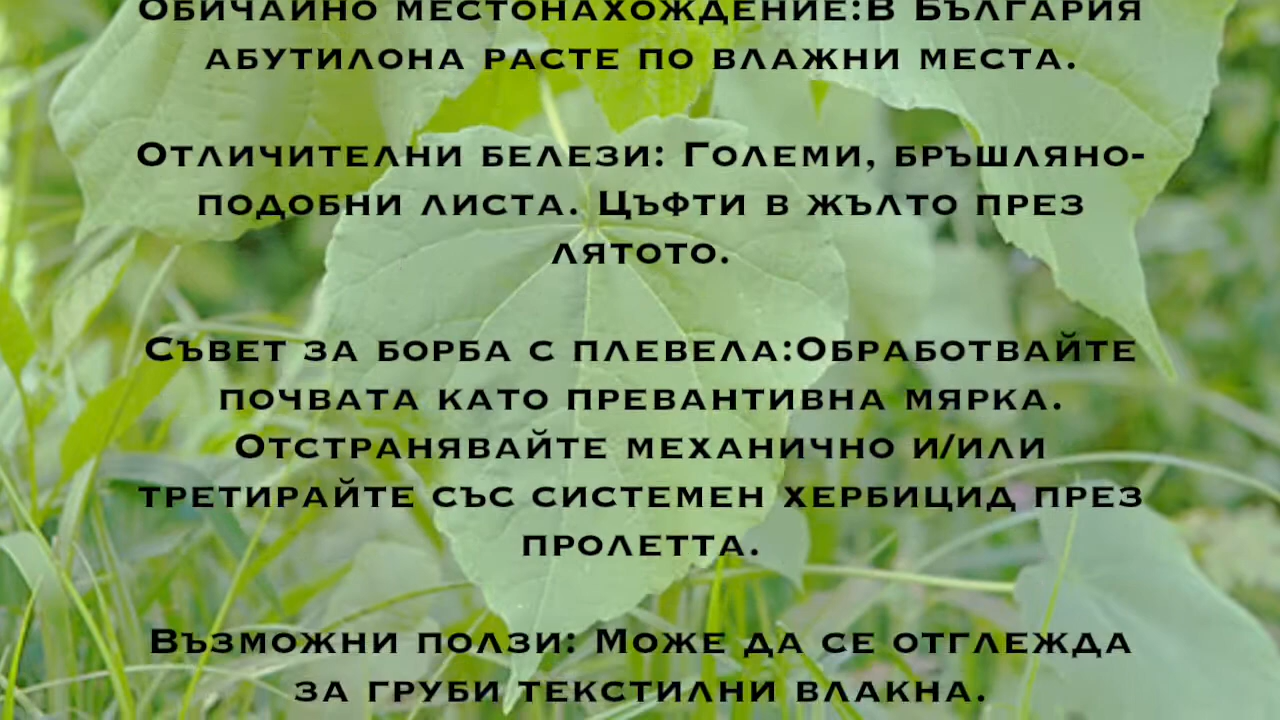 Обичайно местонахождение:В България
абутилона расте по влажни места.
Отличителни белези: Големи, бръшляно-
подобни листа. Цъфти в жълто през
лятото.
Съвет за борба с плевела:Обработвайте
почвата като превантивна мярка.
Отстранявайте механично и/или
третирайте със системен хербицид през
пролетта.
Възможни ползи: Може да се отглежда
за груби текстилни влакна.